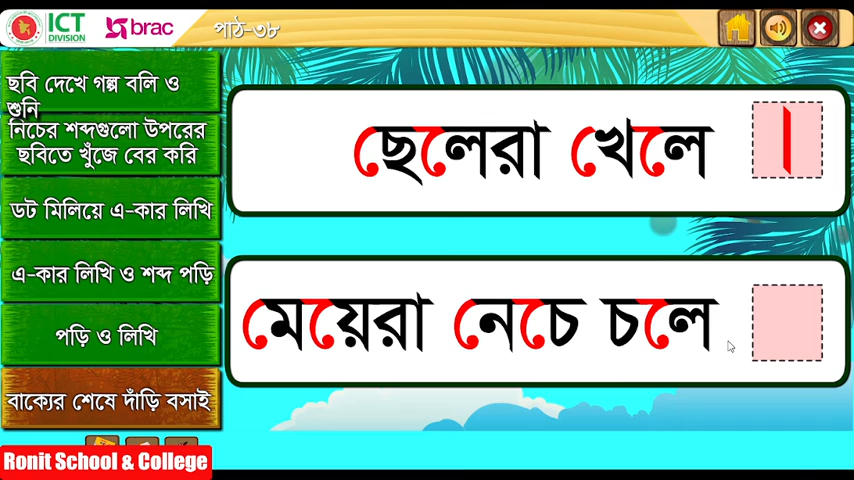 ICT
DIVISION
brac
পাঠ-৩৮
ছবি দেখে গল্প বলি ও
শুনি
নিচের শব্দগুলো উপরের
ছবিতে খুঁজে বের করি
ডট মিলিয়ে এ-কার লিখি
এ-কার লিখি ও শব্দ পড়ি
পড়ি ও লিখি
বাক্যের শেষে দাঁড়ি বসাই
ছেলেরা খেলে ।
মেয়েরা নেচে চলে
Ronit School & College